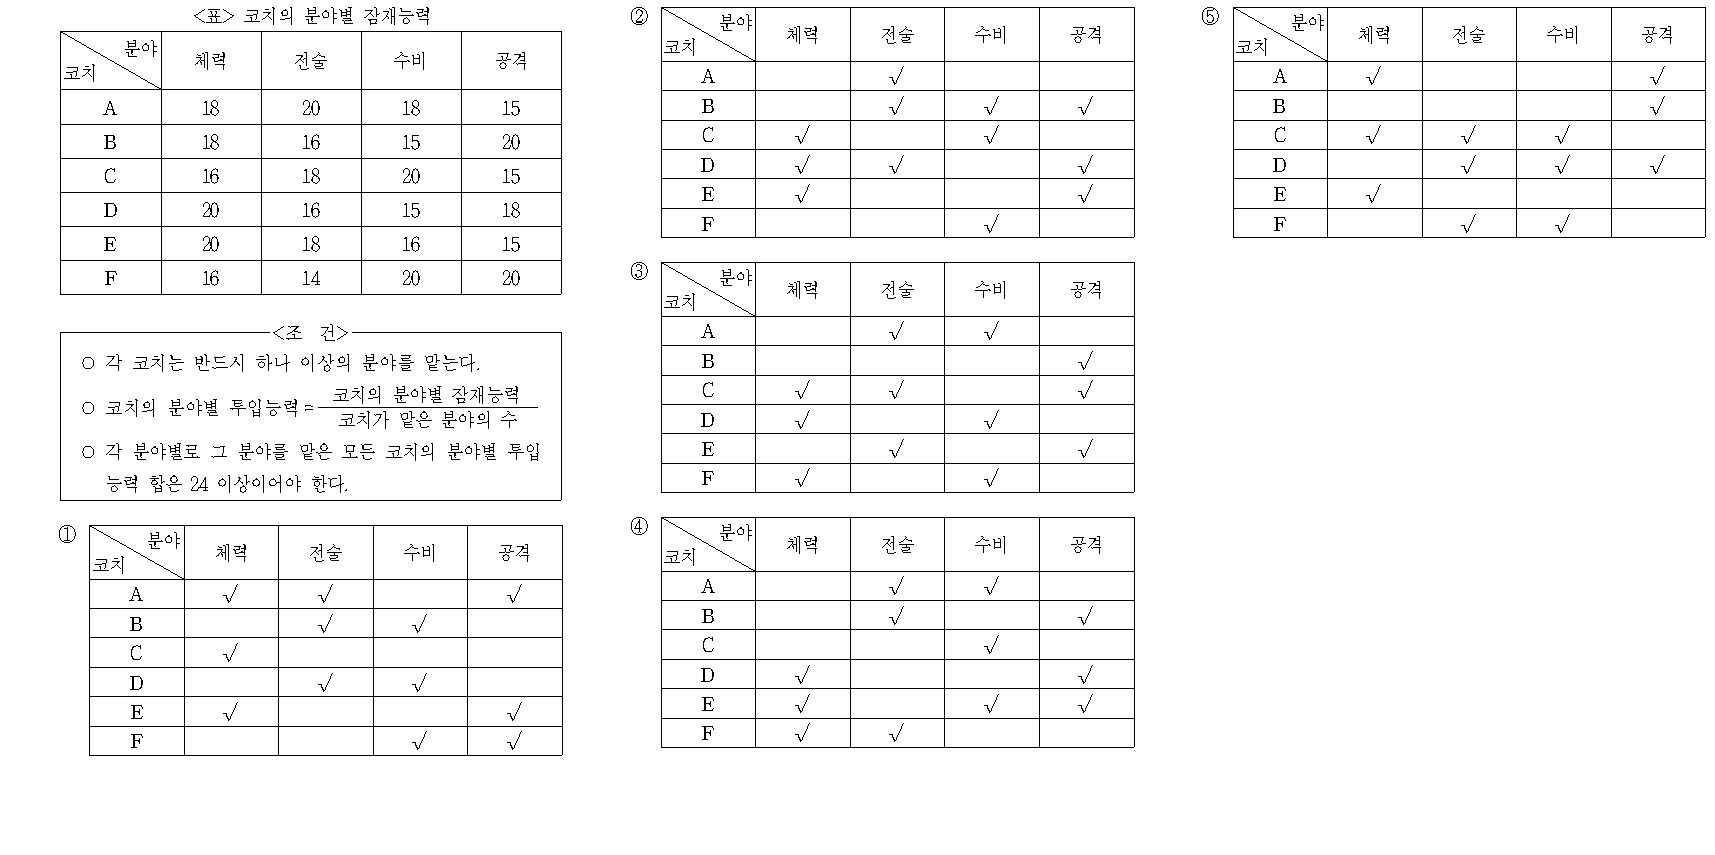 <표> 코치의 분야별 잠재능력
분야 체력 전술 수비 공격
코치
A 18 20 18 15
B 18 16 15 20
C 16 18 20 15
D 20 16 15 18
E 20 18 16 15
F 16 14 20 20
<조 건>
○ 각 코치는 반드시 하나 이상의 분야를 맡는다.
○ 코치의 분야별 투입능력 = 코치의 분야별 잠재능력
코치가 맡은 분야의 수
○ 각 분야별로 그 분야를 맡은 모든 코치의 분야별 투입
능력 합은 24 이상이어야 한다.
①
분야 체력 전술 수비 공격
코치
A √ √ √
B √ √
C √
D √ √
E √ √
F √ √
②
분야 체력 전술 수비 공격
코치
A √
B √ √ √
C √ √
D √ √ √
E √ √
F √
③
분야 체력 전술 수비 공격
코치
A √ √
B √
C √ √ √
D √ √
E √ √
F √ √
④
분야 체력 전술 수비 공격
코치
A √ √
B √ √
C √
D √ √
E √ √ √
F √ √
⑤
분야 체력 전술 수비 공격
코치
A √ √
B √
C √ √ √
D √ √ √
E √
F √ √